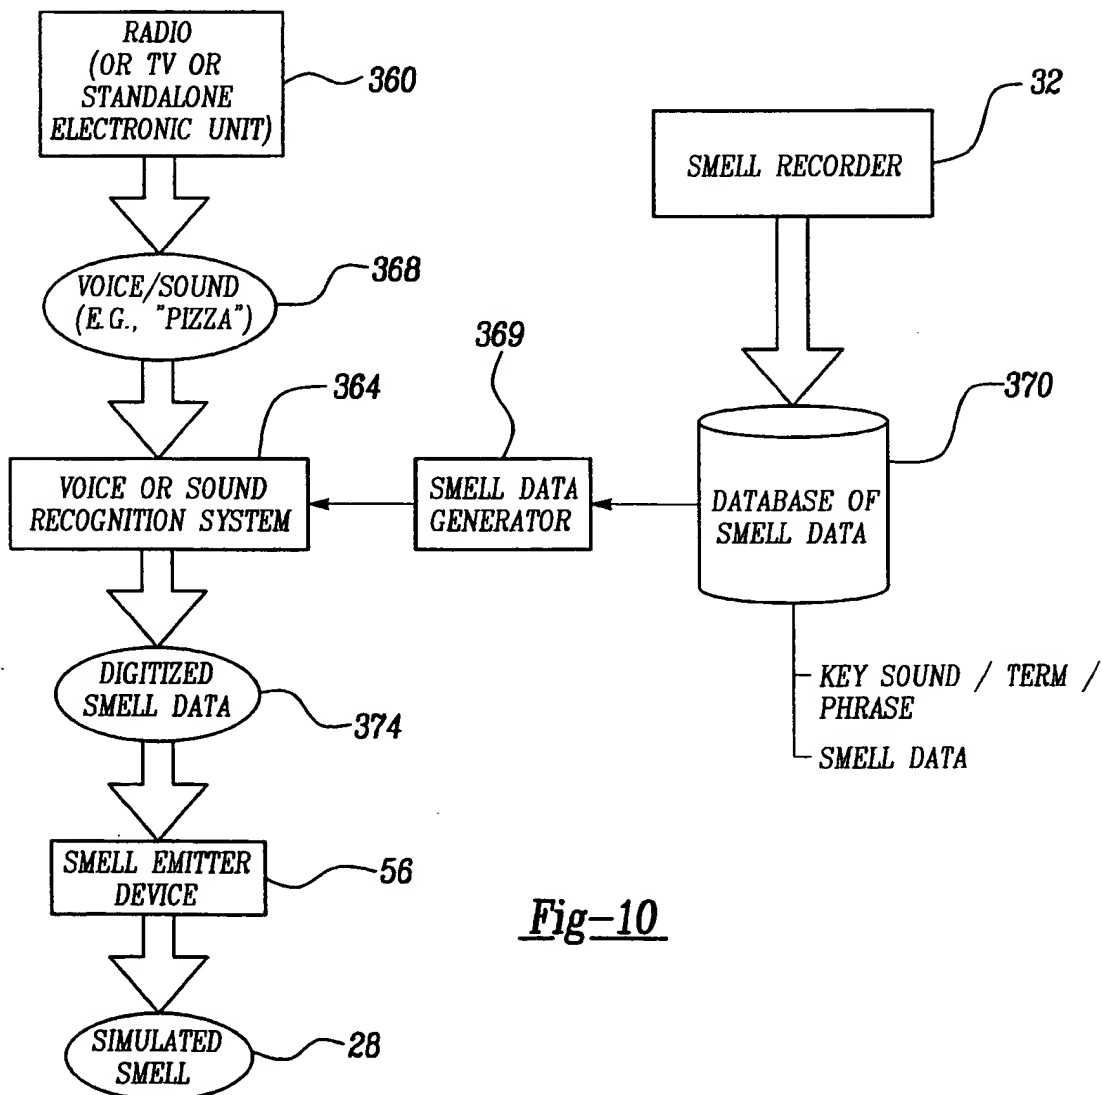 RADIO
(OR TV OR
STANDALONE
ELECTRONIC UNIT)
360
32
SMELL RECORDER
VOICE/SOUND
(E.G., "PIZZA")
368
369
364
370
VOICE OR SOUND
RECOGNITION SYSTEM
SMELL DATA
GENERATOR
DATABASE OF
SMELL DATA
DIGITIZED
SMELL DATA
374
KEY SOUND / TERM /
PHRASE
SMELL DATA
SMELL EMITTER
DEVICE
56
Fig-10
SIMULATED
SMELL
28